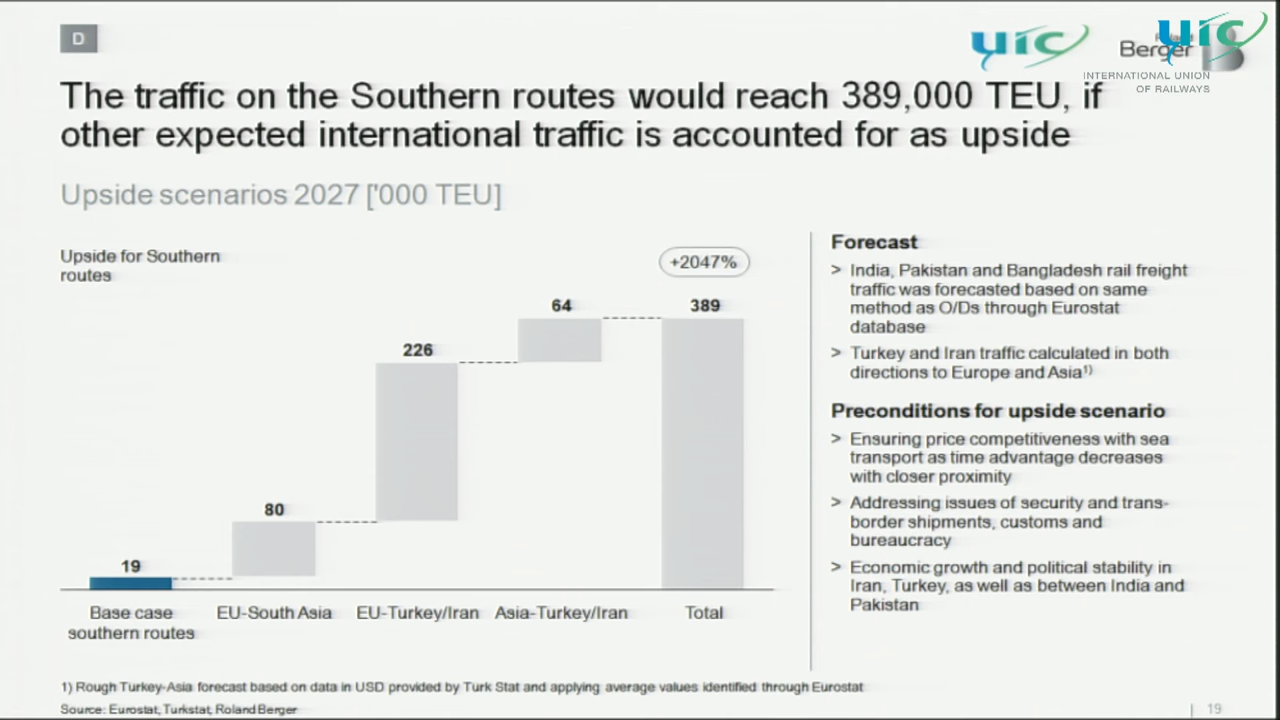 D
uic
Berger
uic
INTERNATIONAL UNION
OF RAILWAYS
The traffic on the Southern routes would reach 389,000 TEU, if
other expected international traffic is accounted for as upside
Upside scenarios 2027 ['000 TEU]
Upside for Southern
routes
+2047%
19
80
226
64
389
Base case
southern routes
EU-South Asia
EU-Turkey/Iran
Asia-Turkey/Iran
Total
Forecast
> India, Pakistan and Bangladesh rail freight
traffic was forecasted based on same
method as O/Ds through Eurostat
database
> Turkey and Iran traffic calculated in both
directions to Europe and Asia¹⁾
Preconditions for upside scenario
> Ensuring price competitiveness with sea
transport as time advantage decreases
with closer proximity
> Addressing issues of security and trans-
border shipments, customs and
bureaucracy
> Economic growth and political stability in
Iran, Turkey, as well as between India and
Pakistan
1) Rough Turkey-Asia forecast based on data in USD provided by Turk Stat and applying average values identified through Eurostat
Source: Eurostat, Turkstat, Roland Berger
19